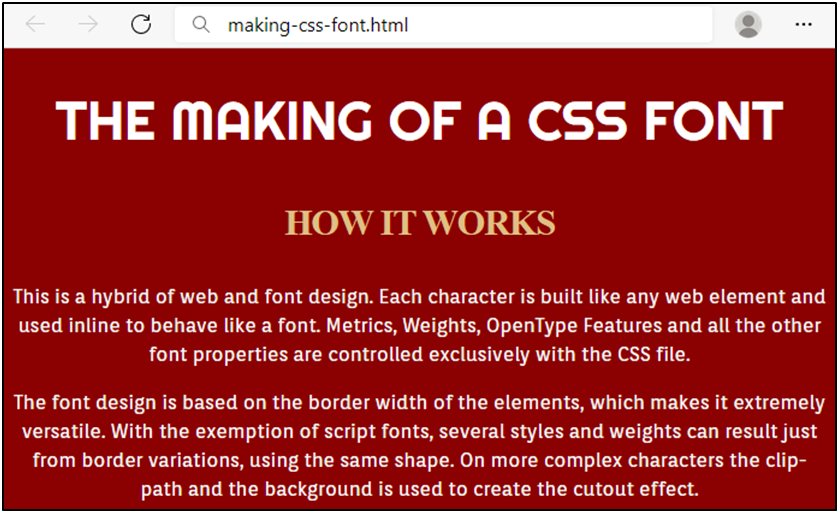 making-css-font.html
THE MAKING OF A CSS FONT
HOW IT WORKS
This is a hybrid of web and font design. Each character is built like any web element and
used inline to behave like a font. Metrics, Weights, OpenType Features and all the other
font properties are controlled exclusively with the CSS file.
The font design is based on the border width of the elements, which makes it extremely
versatile. With the exemption of script fonts, several styles and weights can result just
from border variations, using the same shape. On more complex characters the clip-
path and the background is used to create the cutout effect.